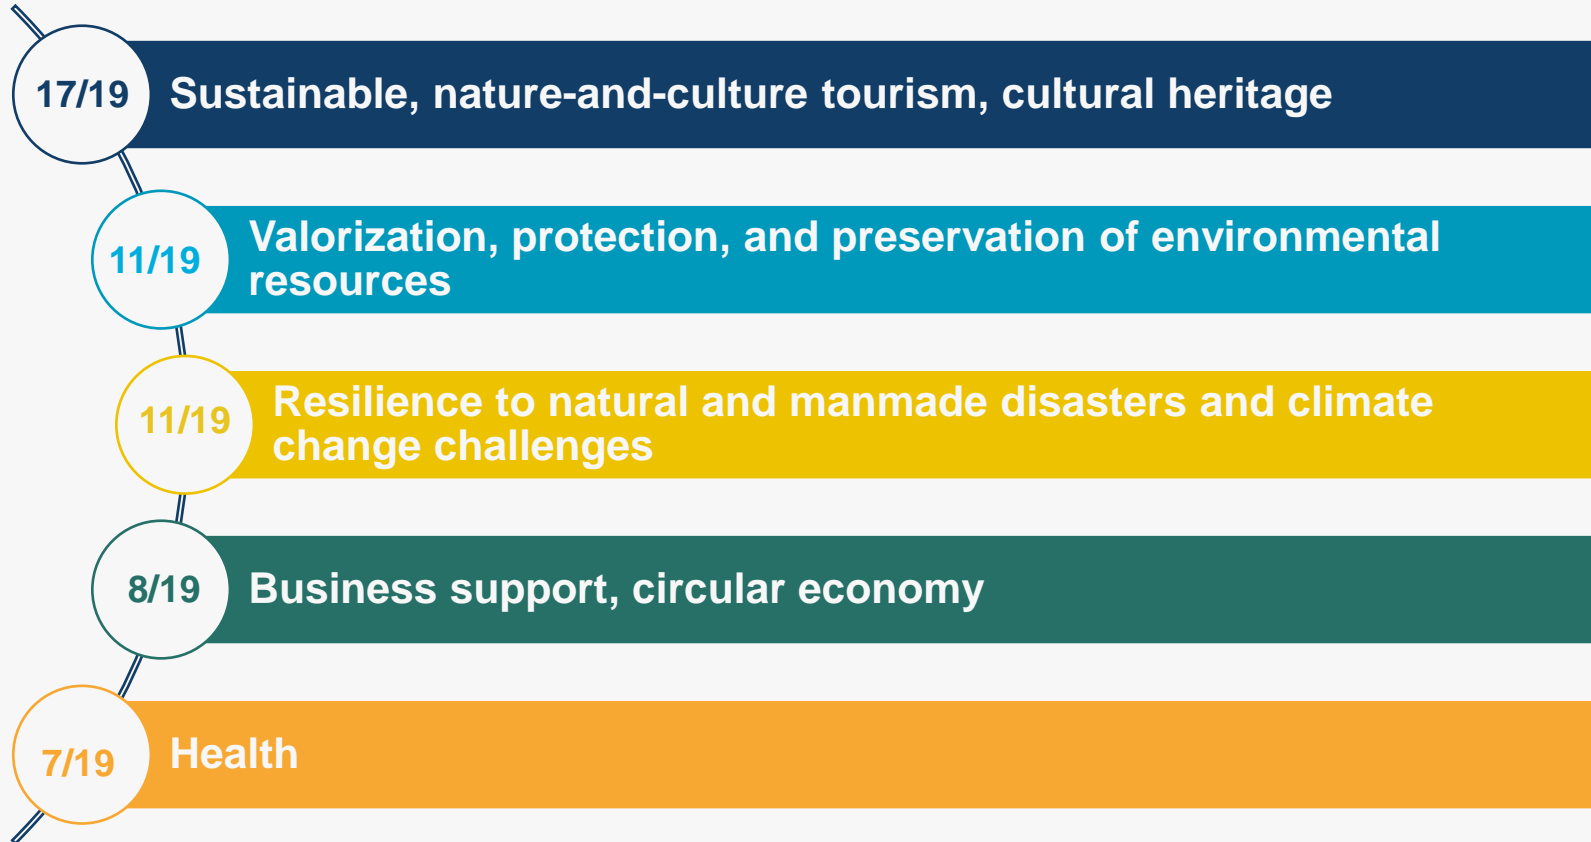 17/19
Sustainable, nature-and-culture tourism, cultural heritage
11/19
Valorization, protection, and preservation of environmental
resources
11/19
Resilience to natural and manmade disasters and climate
change challenges
8/19
Business support, circular economy
7/19
Health